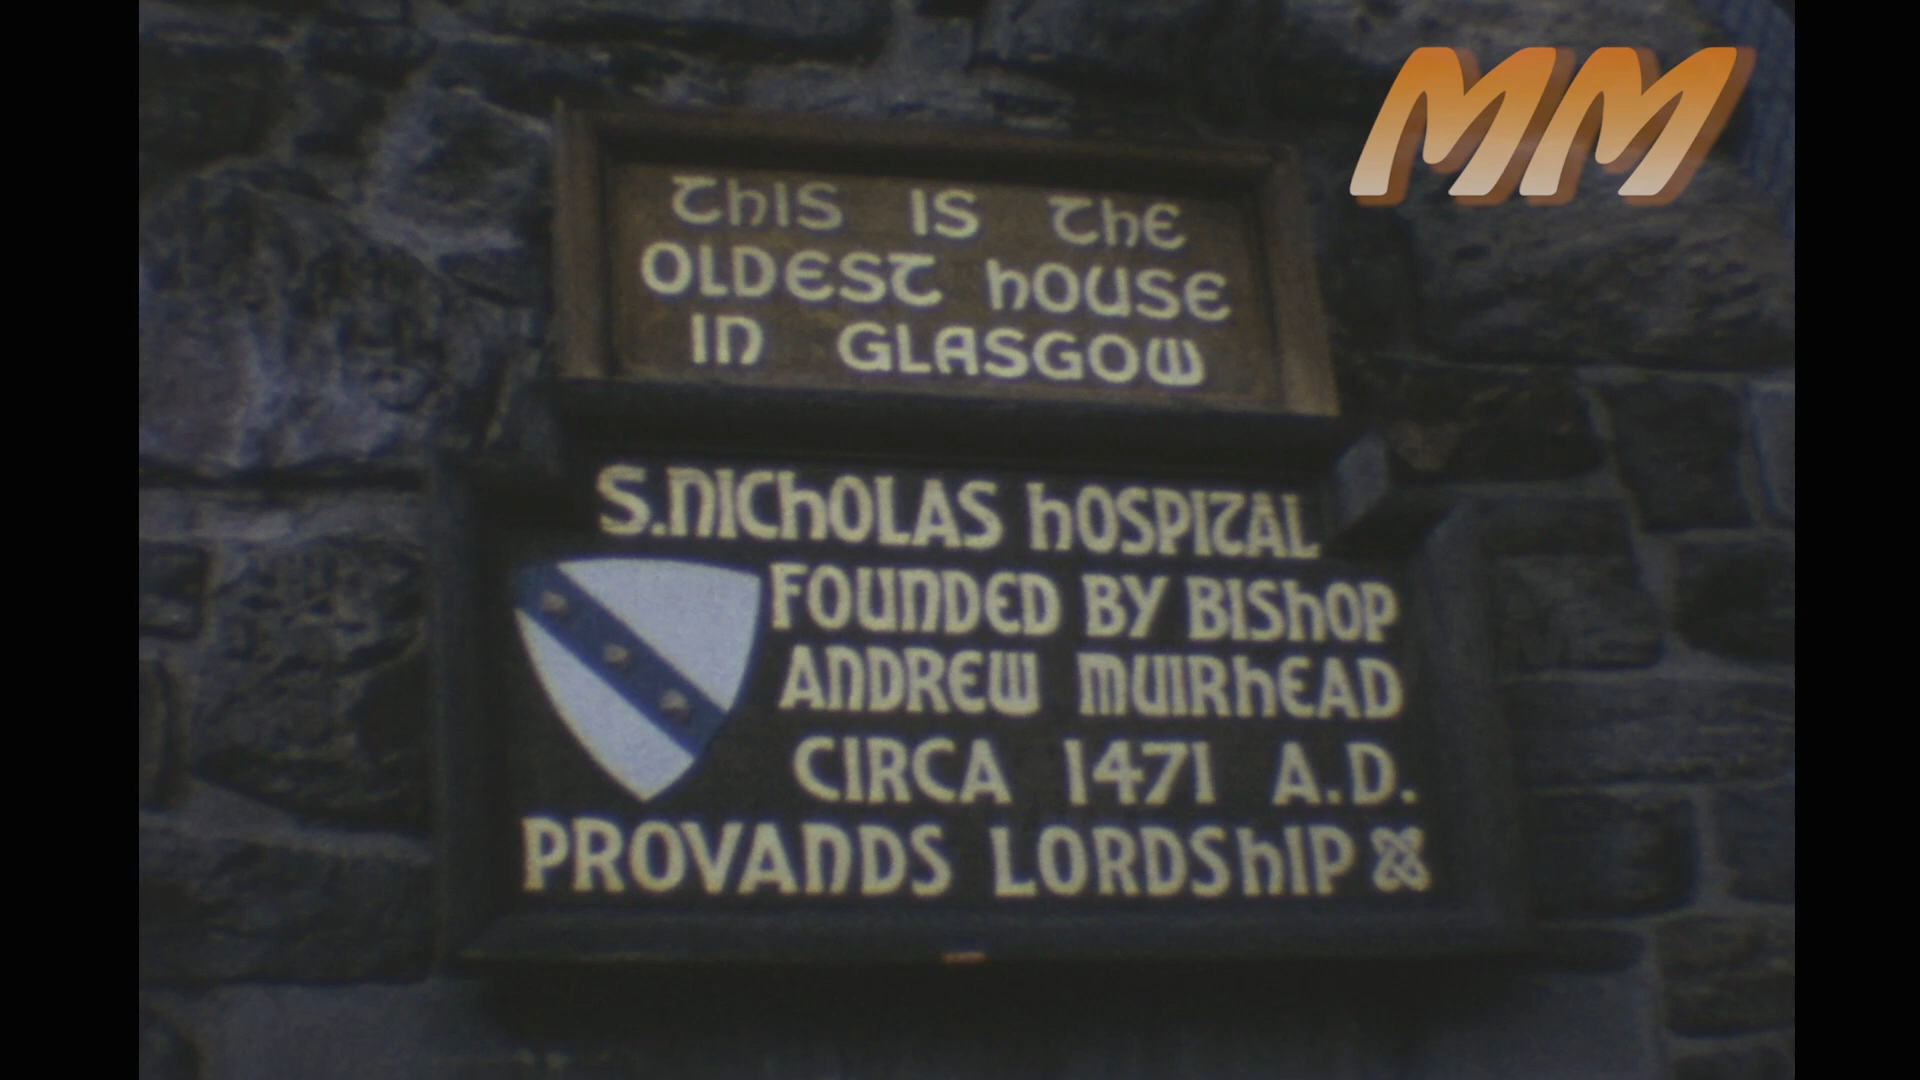 MM
THIS IS THE
OLDEST HOUSE
IN GLASGOW
S. NICHOLAS HOSPITAL
FOUNDED BY BISHOP
ANDREW MUIRHEAD
CIRCA 1471 A.D.
PROVANDS LORDSHIP